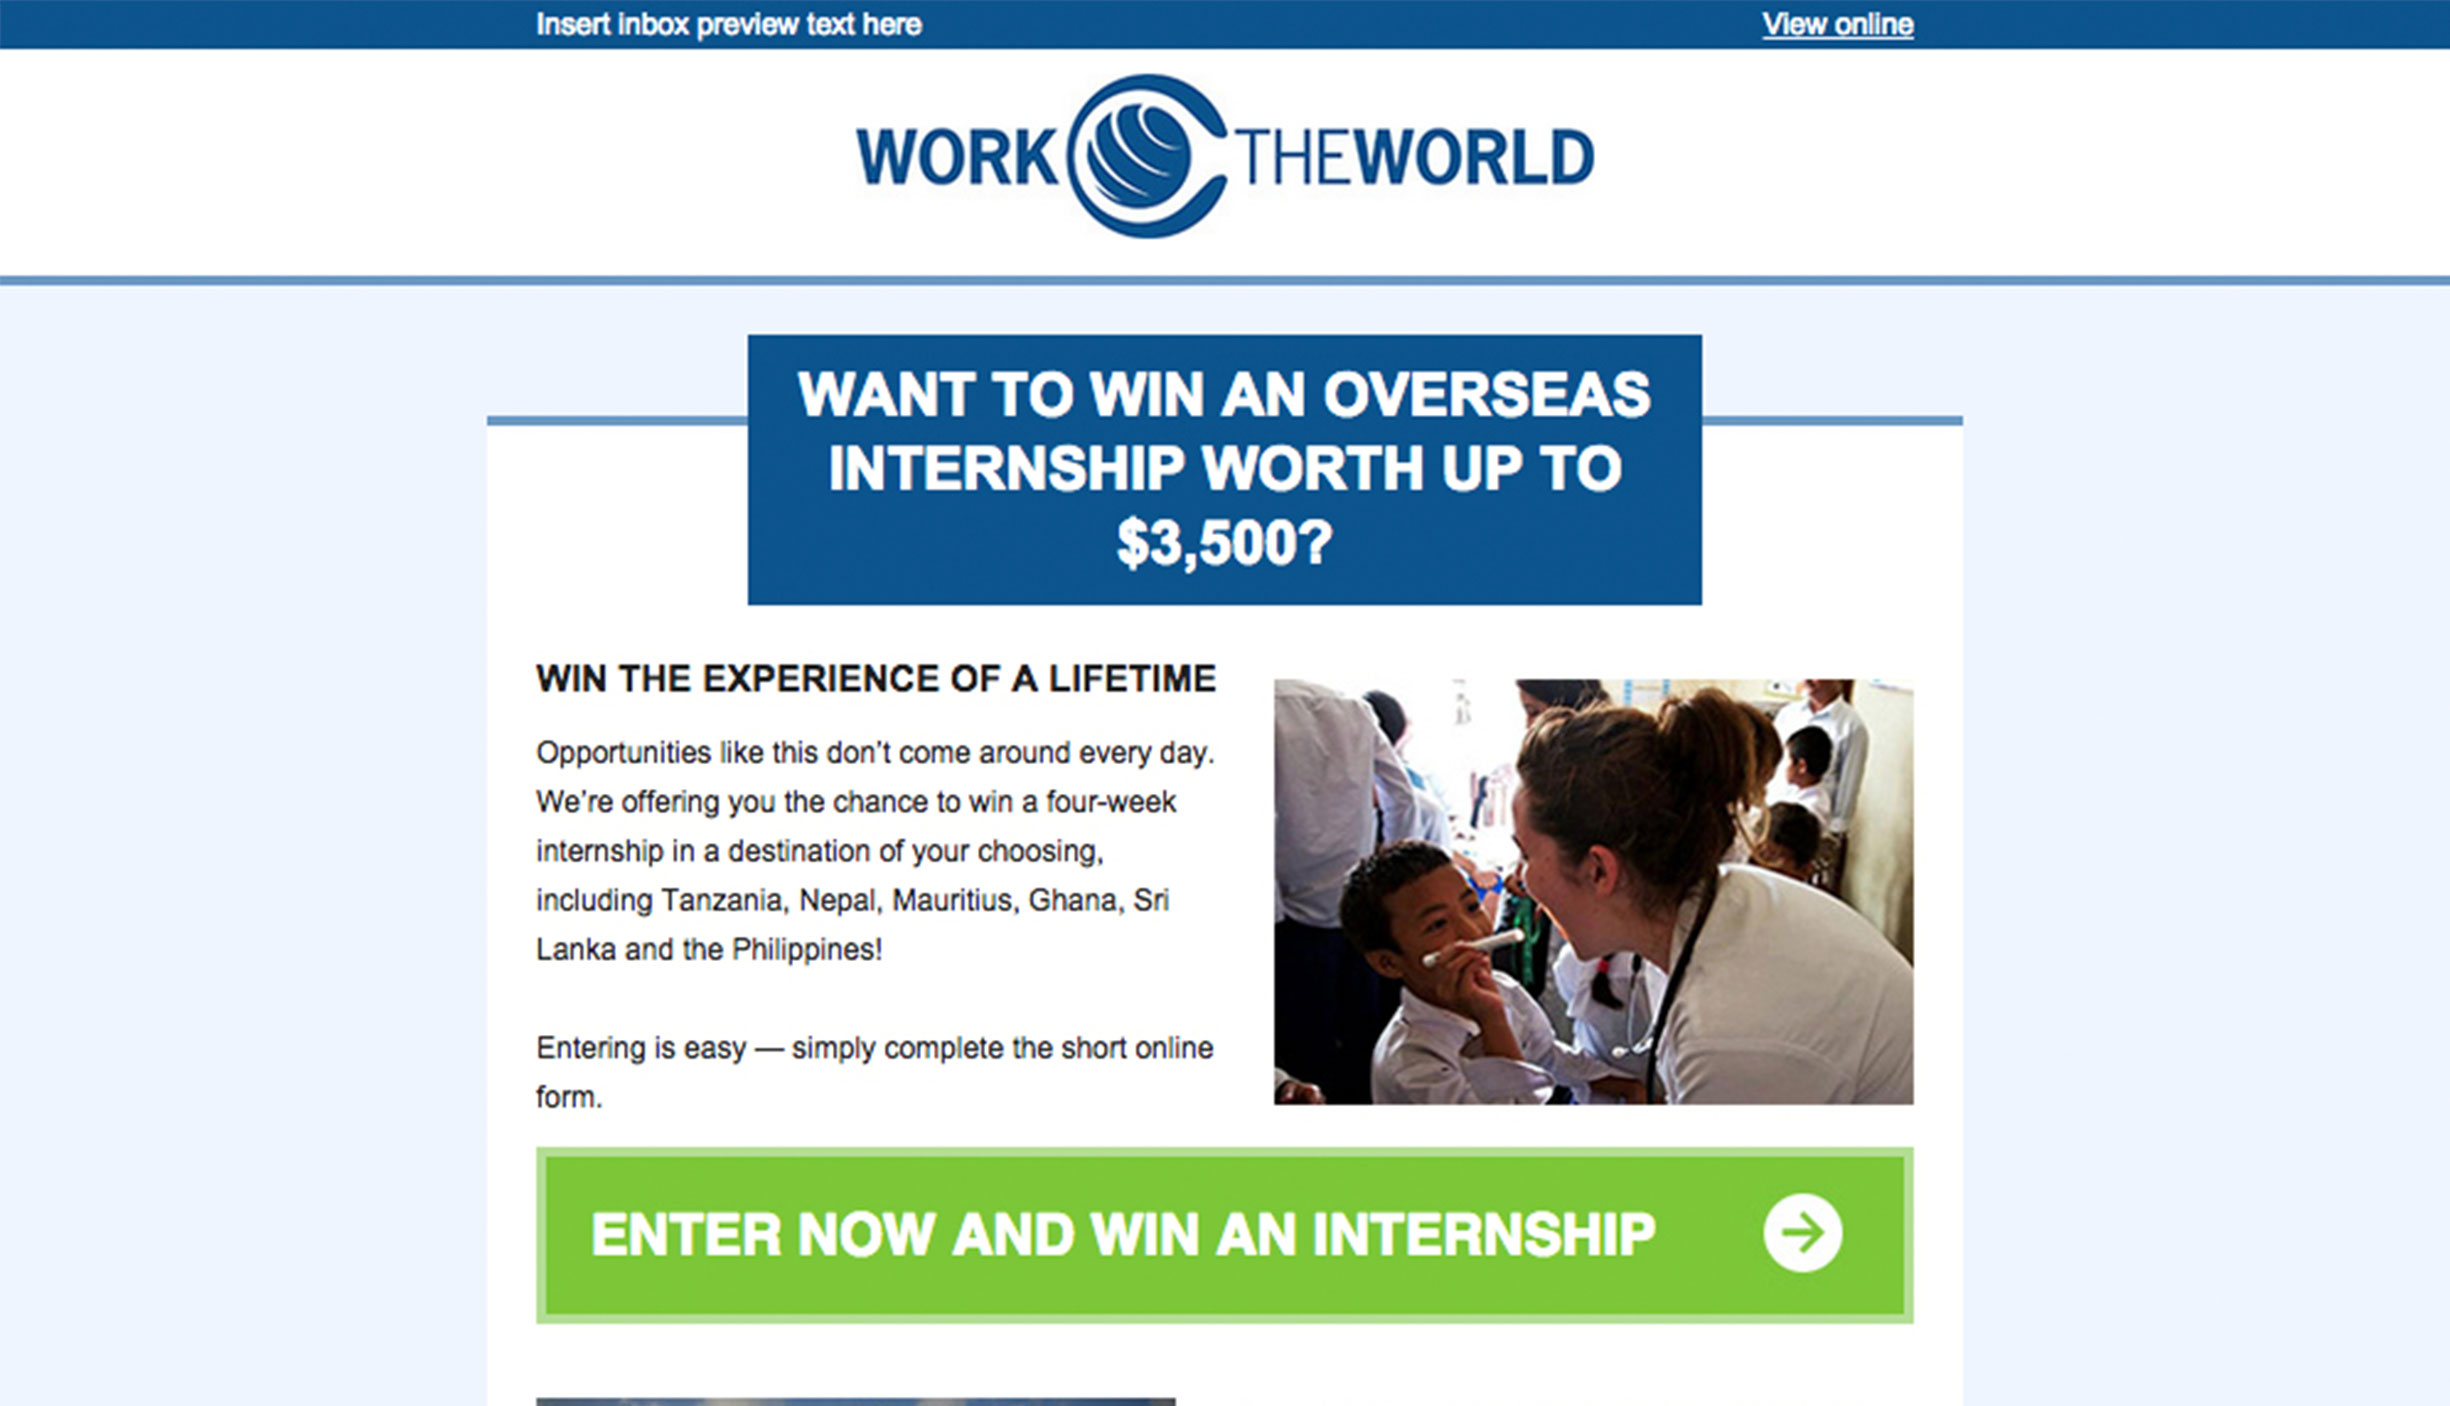 Insert inbox preview text here
View online
WORK THE WORLD
WANT TO WIN AN OVERSEAS
INTERNSHIP WORTH UP TO
$3,500?
WIN THE EXPERIENCE OF A LIFETIME
Opportunities like this don’t come around every day.
We’re offering you the chance to win a four-week
internship in a destination of your choosing,
including Tanzania, Nepal, Mauritius, Ghana, Sri
Lanka and the Philippines!
Entering is easy — simply complete the short online
form.
ENTER NOW AND WIN AN INTERNSHIP